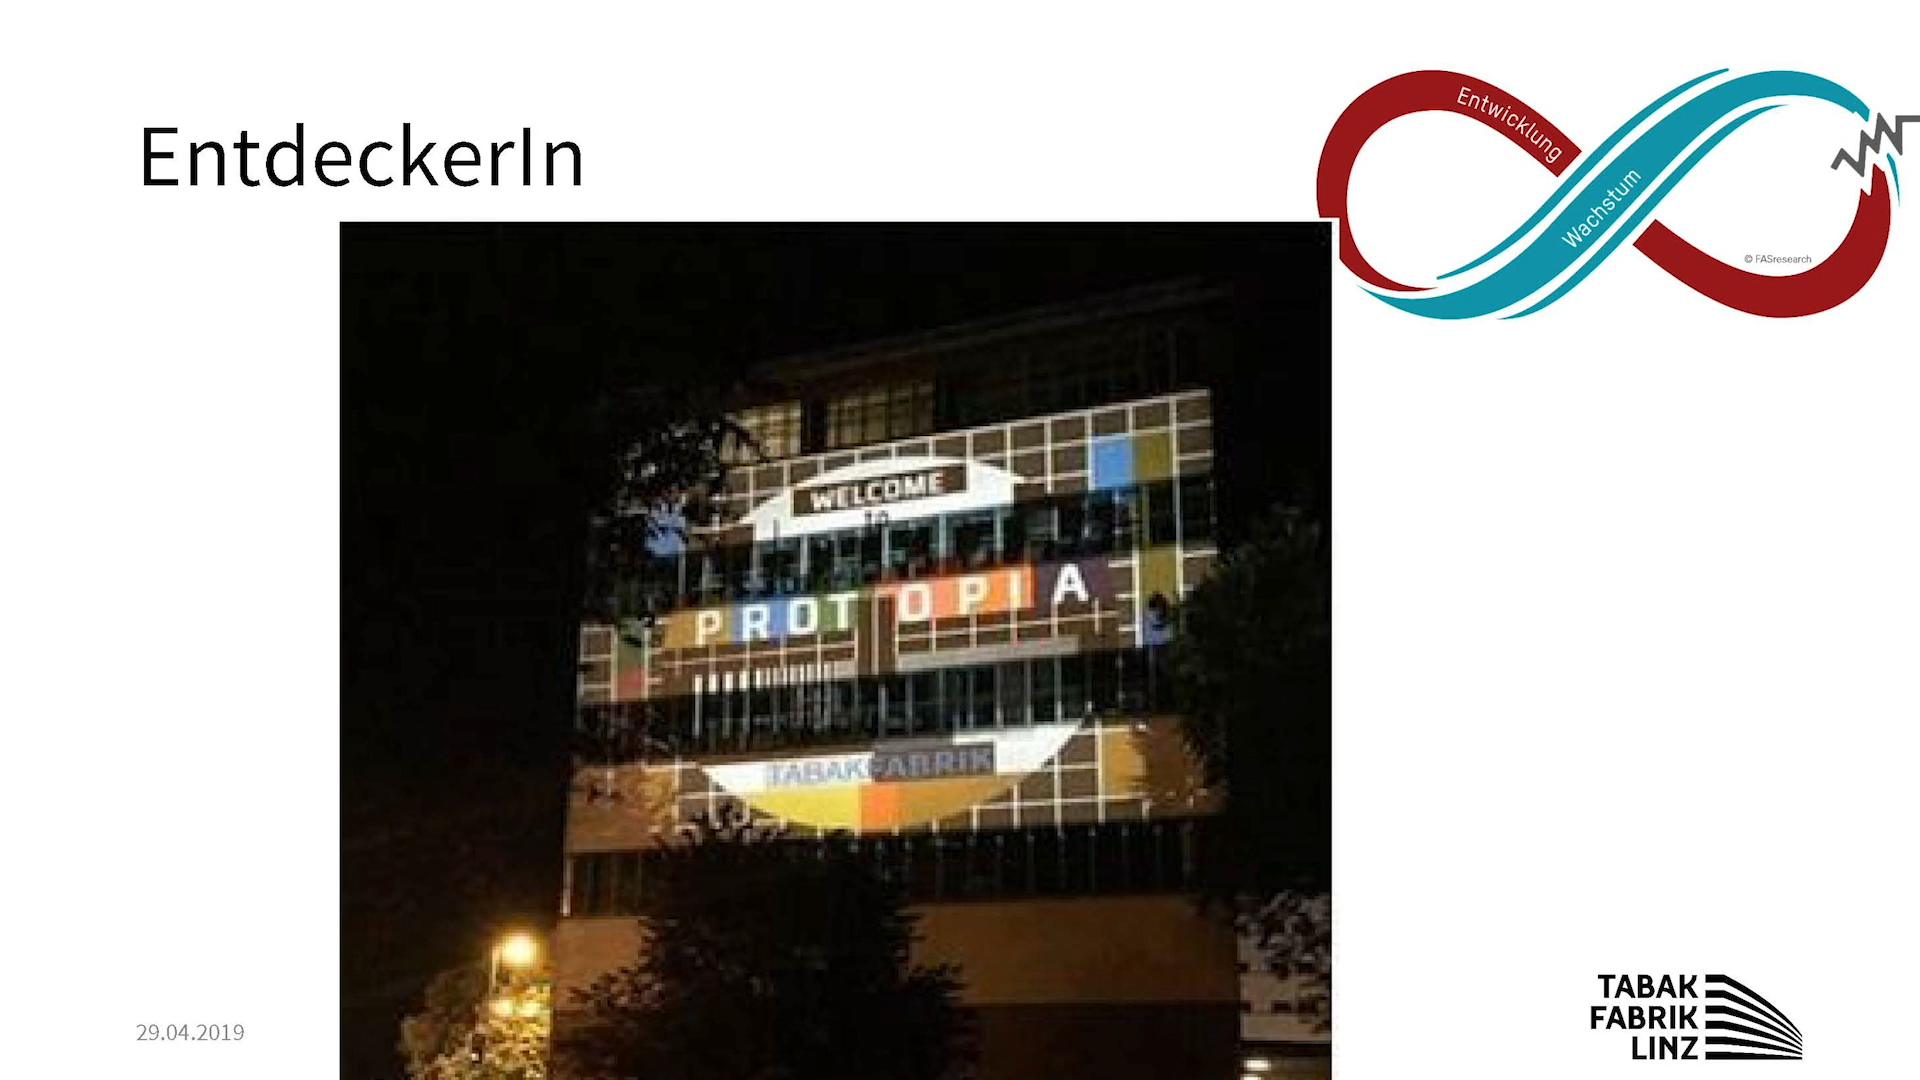 EntdeckerIn
Entwicklung
Wachstum
© FASresearch
WELCOME
TO
PROTOPIA
TABAKFABRIK
29.04.2019
TABAK
FABRIK
LINZ